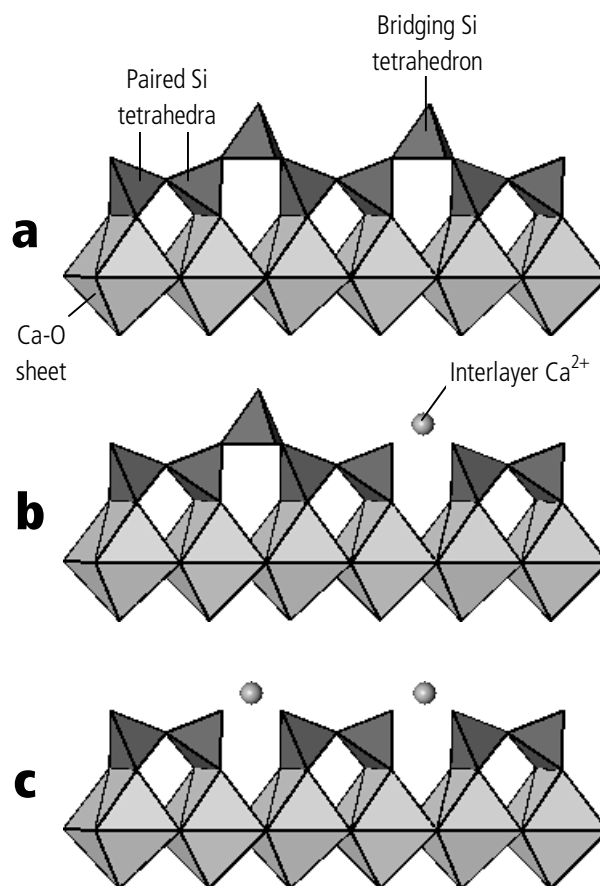 Bridging Si
tetrahedron
Paired Si
tetrahedra
a
Ca-O
sheet
Interlayer Ca²⁺
b
c